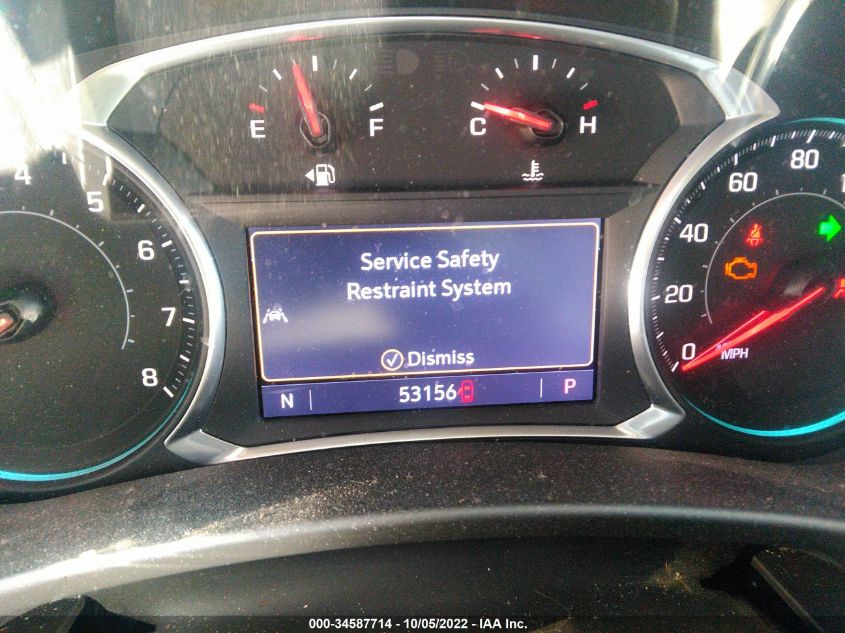 E F
C H
4 5 6 7 8
0 20 40 60 80
MPH
Service Safety
Restraint System
Dismiss
N 53156 P
000-34587714 - 10/05/2022 - IAA Inc.